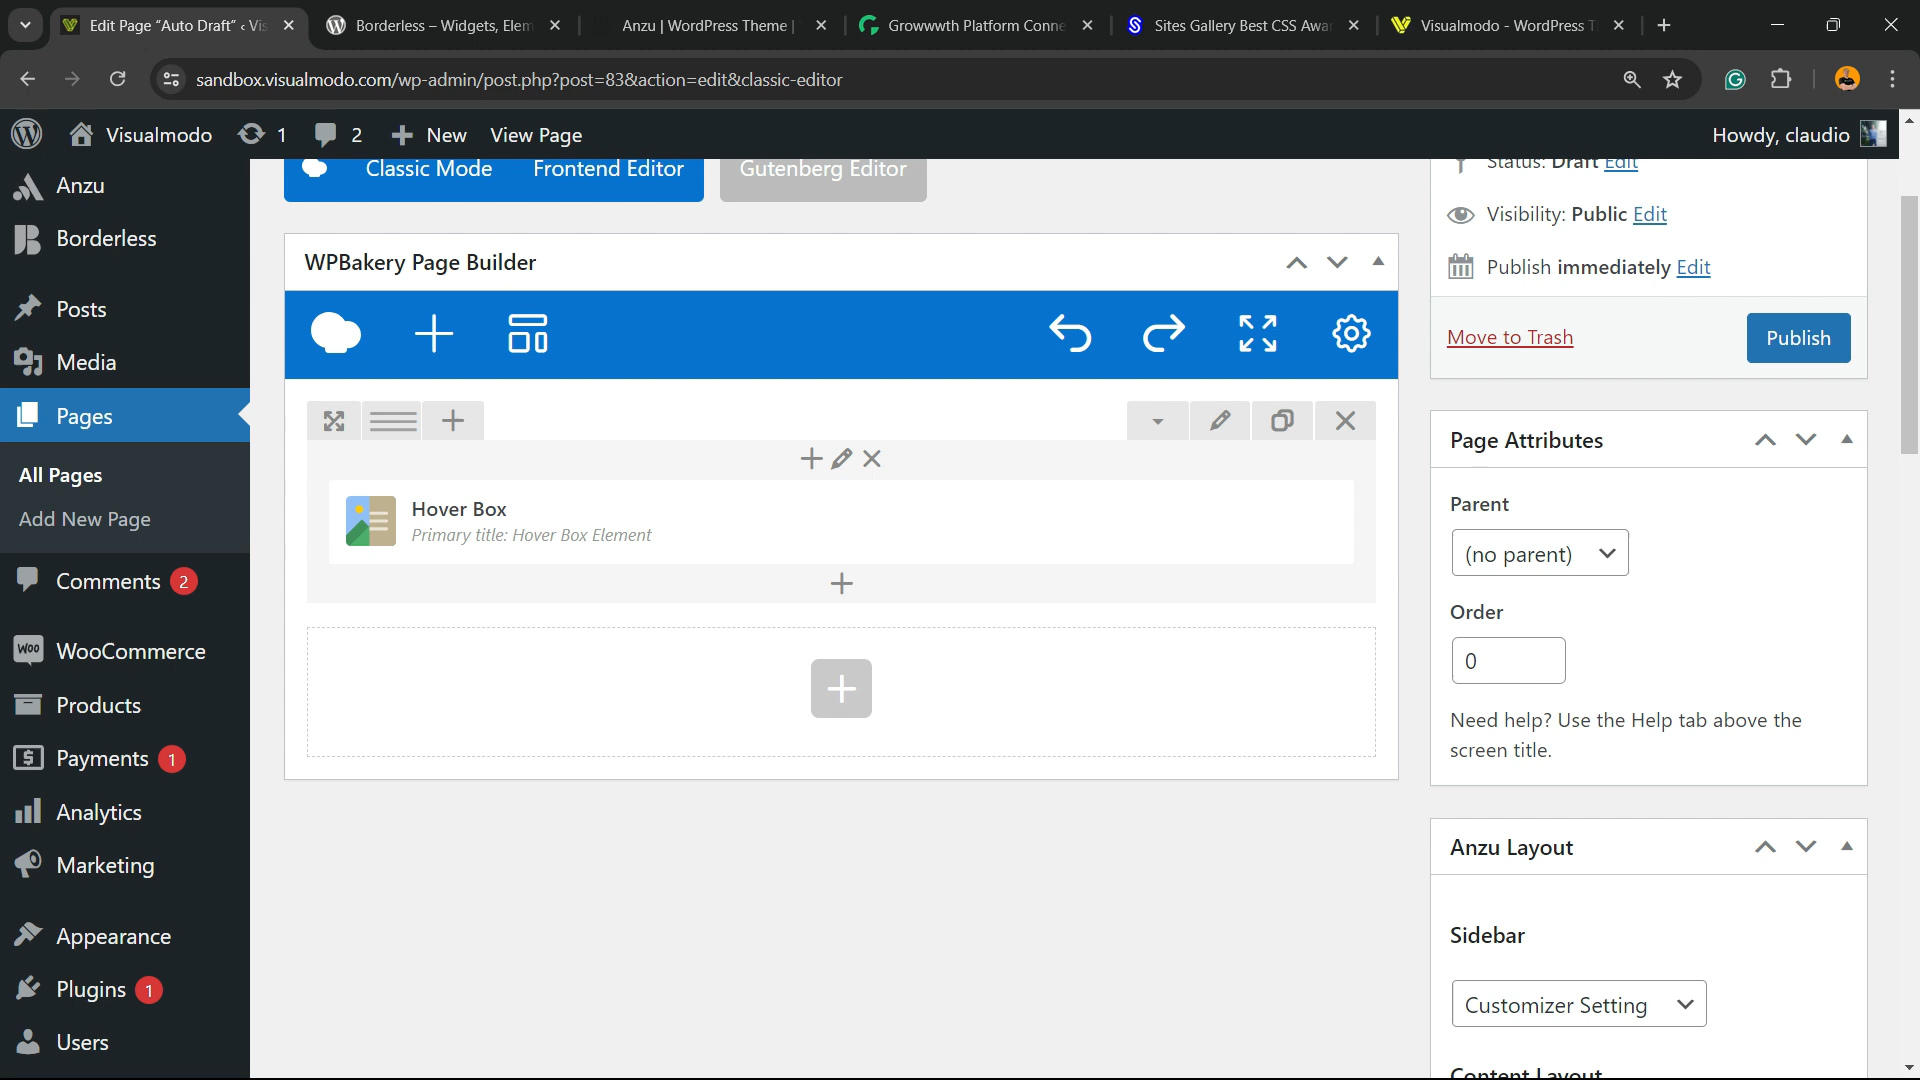 Edit Page "Auto Draft" ‹ Vis
Borderless – Widgets, Elem
Anzu | WordPress Theme |
Growwwth Platform Conne
Sites Gallery Best CSS Awar
Visualmodo - WordPress T
sandbox.visualmodo.com/wp-admin/post.php?post=83&action=edit&classic-editor
Visualmodo
1
2
New
View Page
Howdy, claudio
Anzu
Borderless
Posts
Media
Pages
All Pages
Add New Page
Comments 2
WooCommerce
Products
Payments 1
Analytics
Marketing
Appearance
Plugins 1
Users
Classic Mode
Frontend Editor
Gutenberg Editor
WPBakery Page Builder
Hover Box
Primary title: Hover Box Element
Status: Draft Edit
Visibility: Public Edit
Publish immediately Edit
Move to Trash
Publish
Page Attributes
Parent
(no parent)
Order
0
Need help? Use the Help tab above the
screen title.
Anzu Layout
Sidebar
Customizer Setting
Content Layout